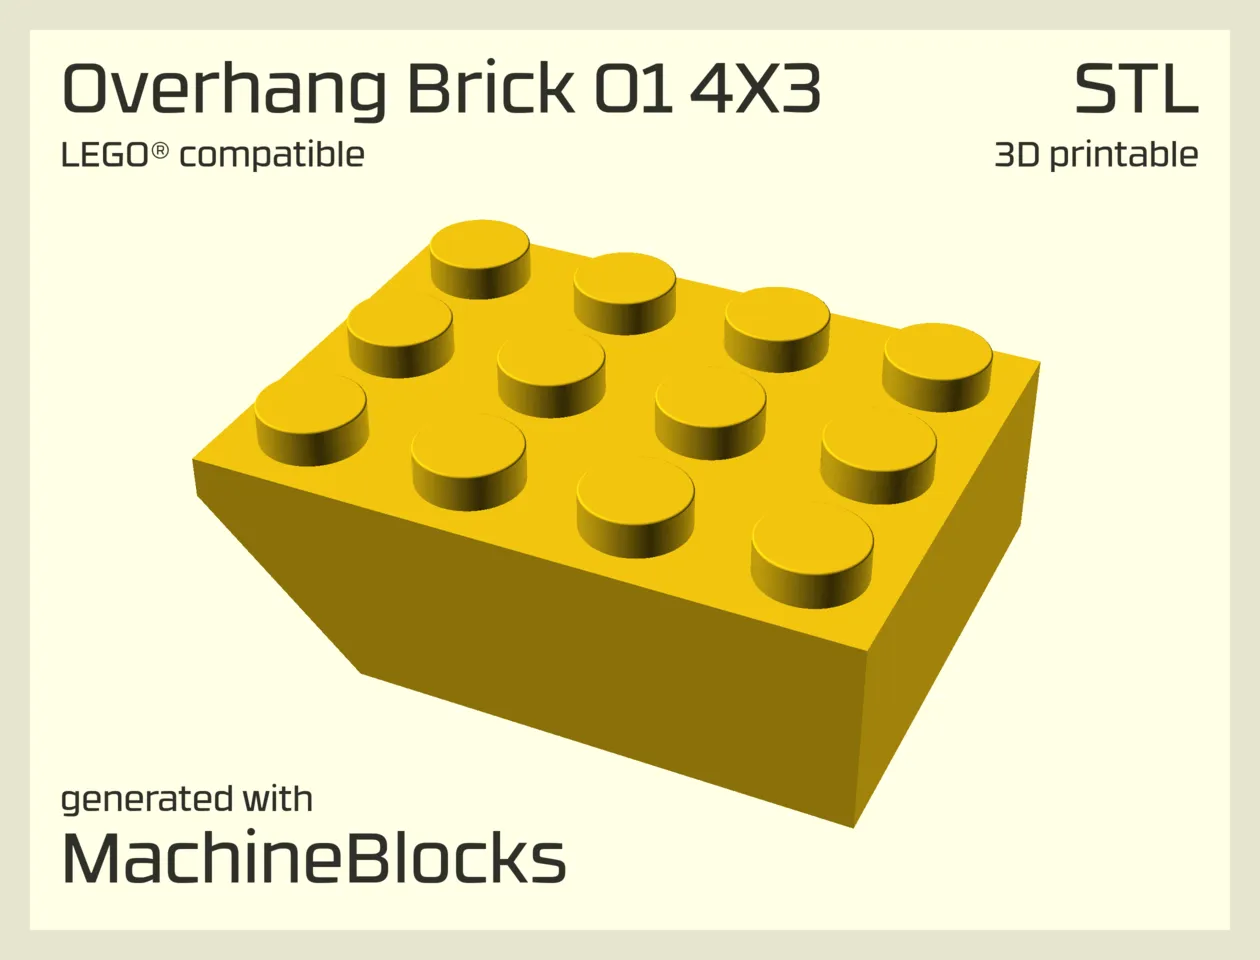 Overhang Brick 01 4X3
STL
LEGO® compatible
3D printable
generated with
MachineBlocks